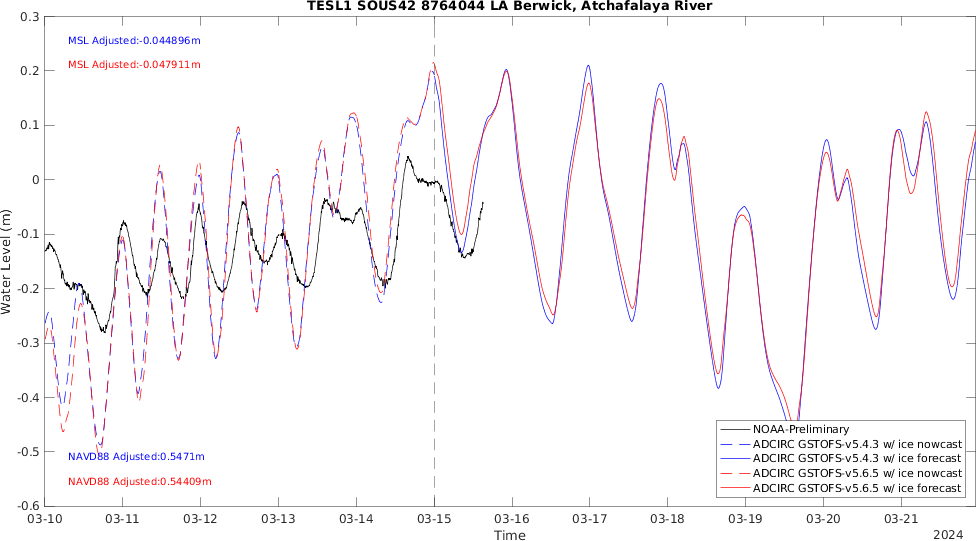 TESL1 SOUS42 8764044 LA Berwick, Atchafalaya River
0.3
0.2
0.1
0
-0.1
-0.2
-0.3
-0.4
-0.5
-0.6
Water Level (m)
MSL Adjusted:-0.044896m
MSL Adjusted:-0.047911m
NAVD88 Adjusted:0.5471m
NAVD88 Adjusted:0.54409m
NOAA-Preliminary
ADCIRC GSTOFS-v5.4.3 w/ ice nowcast
ADCIRC GSTOFS-v5.4.3 w/ ice forecast
ADCIRC GSTOFS-v5.6.5 w/ ice nowcast
ADCIRC GSTOFS-v5.6.5 w/ ice forecast
03-10 03-11 03-12 03-13 03-14 03-15 03-16 03-17 03-18 03-19 03-20 03-21
Time
2024